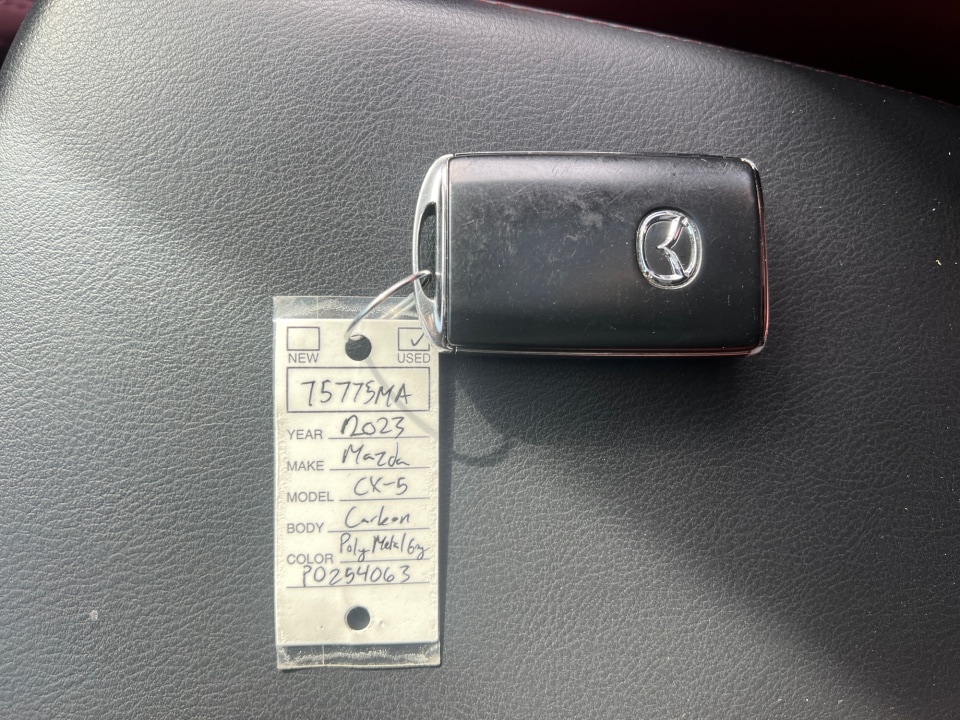 NEW USED
75775MA
YEAR 2023
MAKE Mazda
MODEL CX-5
BODY Carbon
COLOR Poly Metal Gry
P0254063